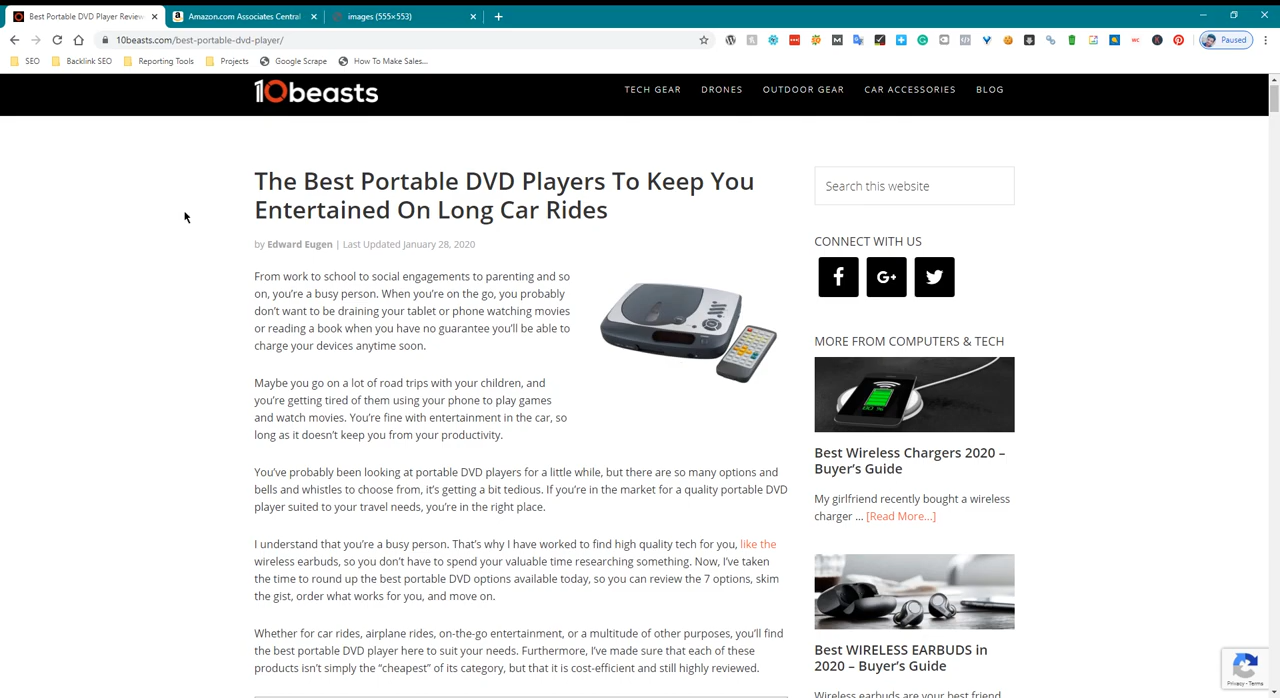 Best Portable DVD Player Review
Amazon.com Associates Central
images (555×553)
10beasts.com/best-portable-dvd-player/
Paused
SEO
Backlink SEO
Reporting Tools
Projects
Google Scrape
How To Make Sales...
10beasts
TECH GEAR
DRONES
OUTDOOR GEAR
CAR ACCESSORIES
BLOG
The Best Portable DVD Players To Keep You
Entertained On Long Car Rides
by Edward Eugen | Last Updated January 28, 2020
From work to school to social engagements to parenting and so
on, you’re a busy person. When you’re on the go, you probably
don’t want to be draining your tablet or phone watching movies
or reading a book when you have no guarantee you’ll be able to
charge your devices anytime soon.
Maybe you go on a lot of road trips with your children, and
you’re getting tired of them using your phone to play games
and watch movies. You’re fine with entertainment in the car, so
long as it doesn’t keep you from your productivity.
You’ve probably been looking at portable DVD players for a little while, but there are so many options and
bells and whistles to choose from, it’s getting a bit tedious. If you’re in the market for a quality portable DVD
player suited to your travel needs, you’re in the right place.
I understand that you’re a busy person. That’s why I have worked to find high quality tech for you, like the
wireless earbuds, so you don’t have to spend your valuable time researching something. Now, I’ve taken
the time to round up the best portable DVD options available today, so you can review the 7 options, skim
the gist, order what works for you, and move on.
Whether for car rides, airplane rides, on-the-go entertainment, or a multitude of other purposes, you’ll find
the best portable DVD player here to suit your needs. Furthermore, I’ve made sure that each of these
products isn’t simply the “cheapest” of its category, but that it is cost-efficient and still highly reviewed.
Search this website
CONNECT WITH US
MORE FROM COMPUTERS & TECH
Best Wireless Chargers 2020 –
Buyer’s Guide
My girlfriend recently bought a wireless
charger ... [Read More...]
Best WIRELESS EARBUDS in
2020 – Buyer’s Guide
Wireless earbuds are your best friend
Privacy - Terms